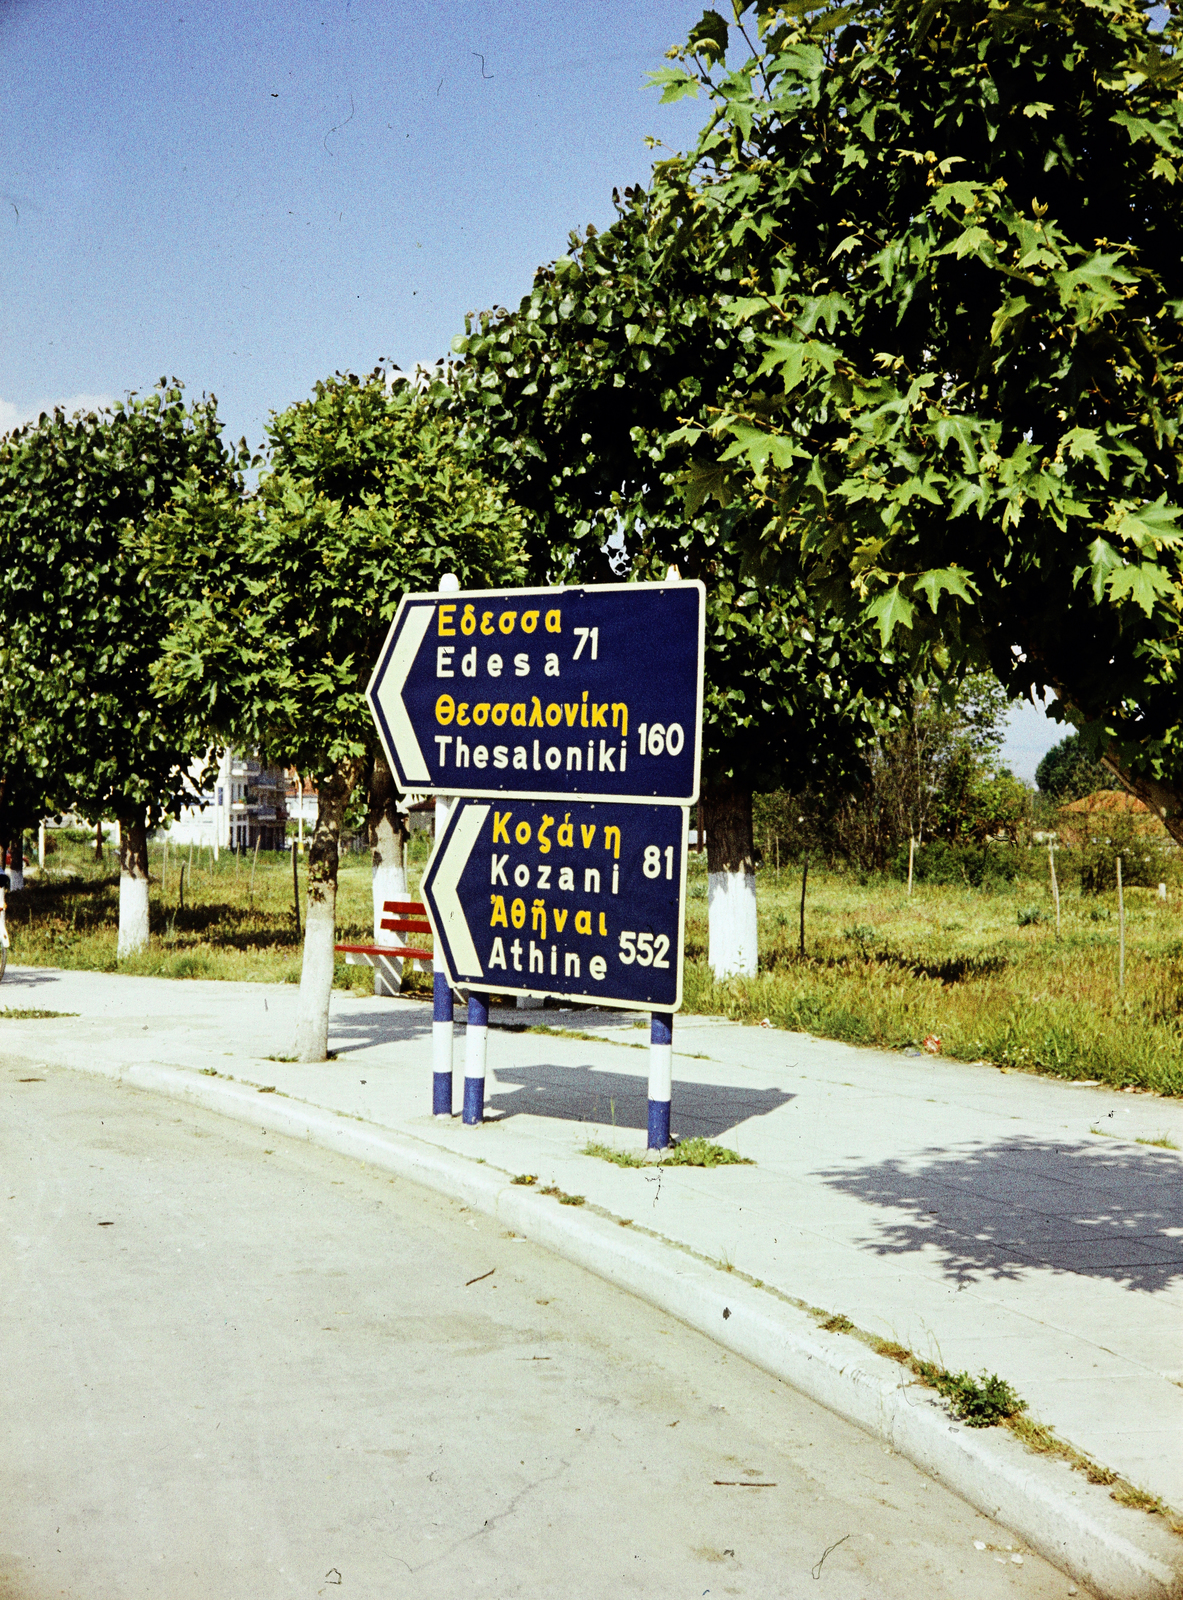 Εδεσσα
Edesa 71
Θεσσαλονίκη
Thesaloniki 160
Κοζάνη
Kozani 81
Ἀθῆναι
Athine 552